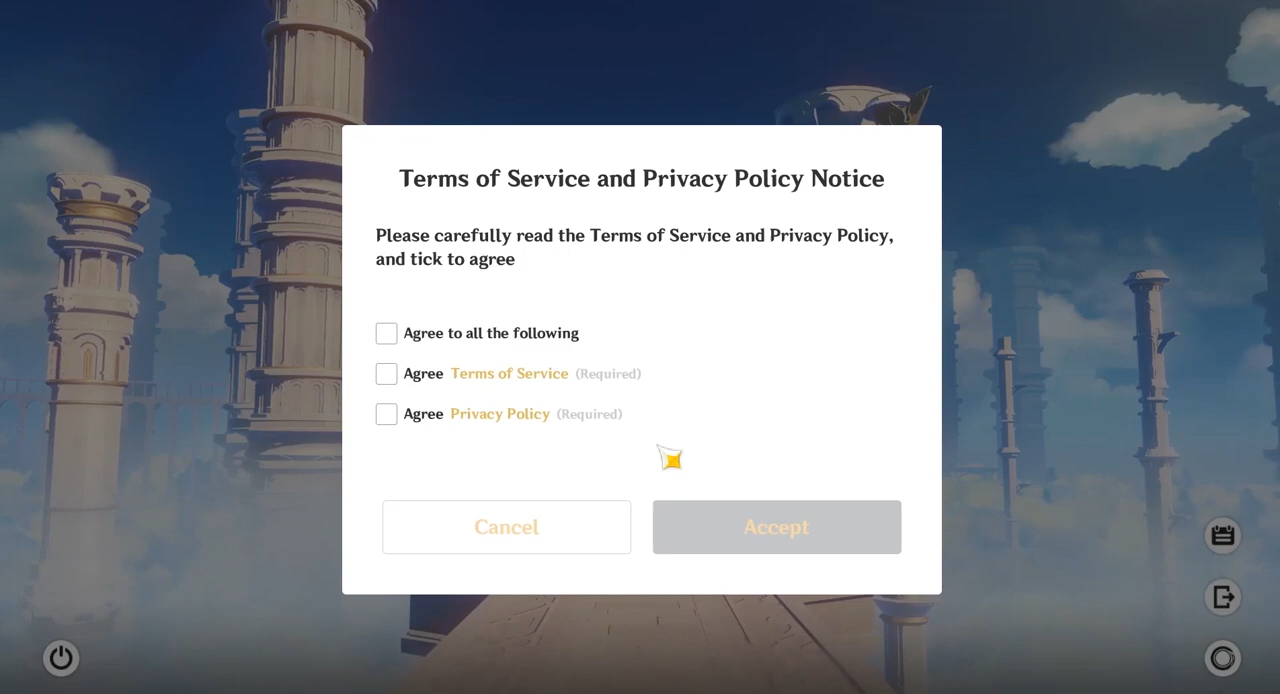 Terms of Service and Privacy Policy Notice
Please carefully read the Terms of Service and Privacy Policy,
and tick to agree
Agree to all the following
Agree Terms of Service (Required)
Agree Privacy Policy (Required)
Cancel
Accept